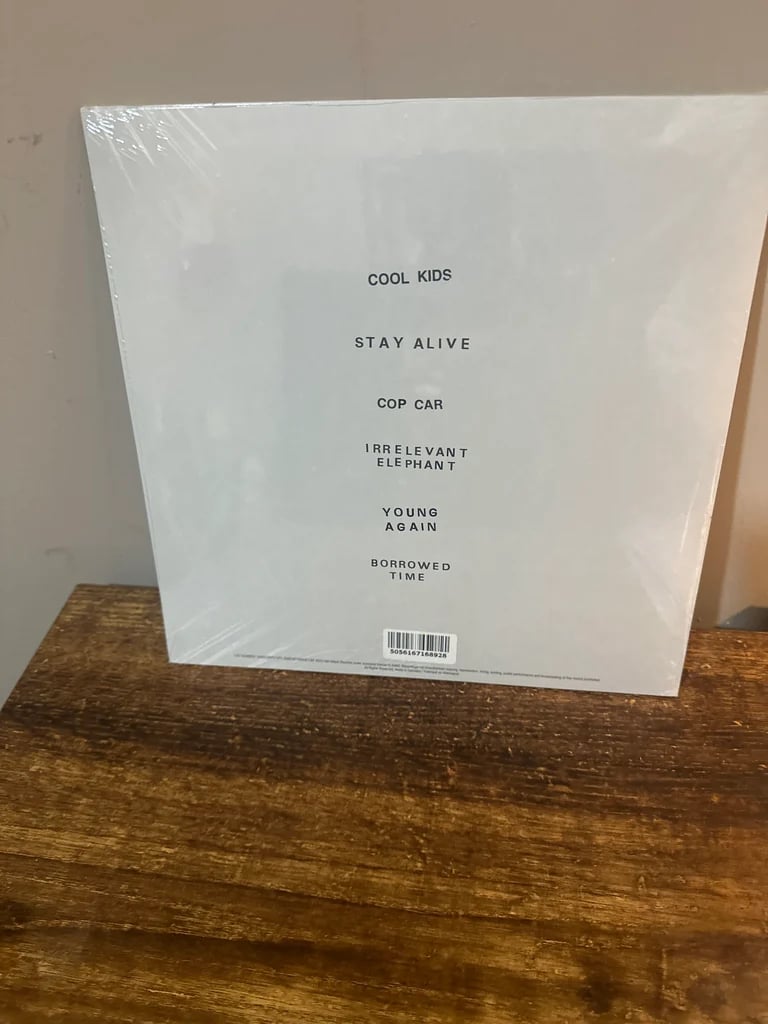 COOL KIDS
STAY ALIVE
COP CAR
IRRELEVANT
ELEPHANT
YOUNG
AGAIN
BORROWED
TIME
5056167168928